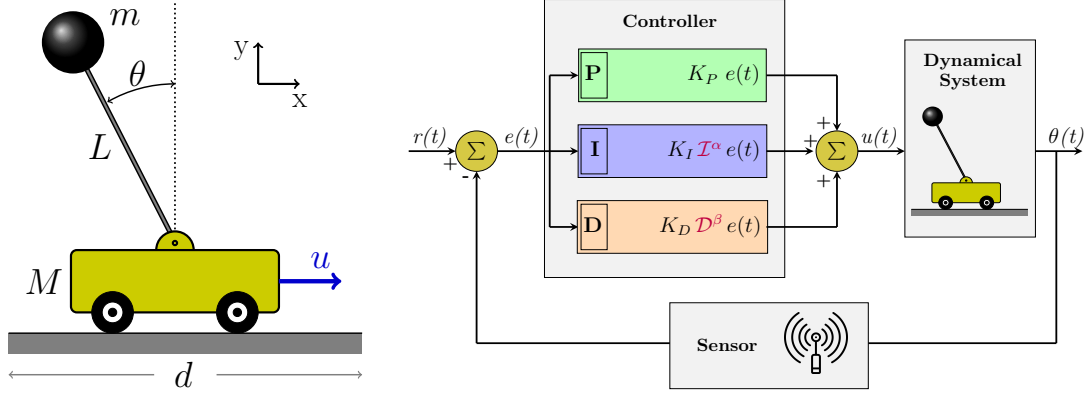 m
θ
y
x
L
M
u
d
Controller
P K_P e(t)
I K_I 𝓘^α e(t)
D K_D 𝓓^β e(t)
r(t)
+
-
Σ
e(t)
+
+
+
Σ
u(t)
Dynamical
System
θ(t)
Sensor